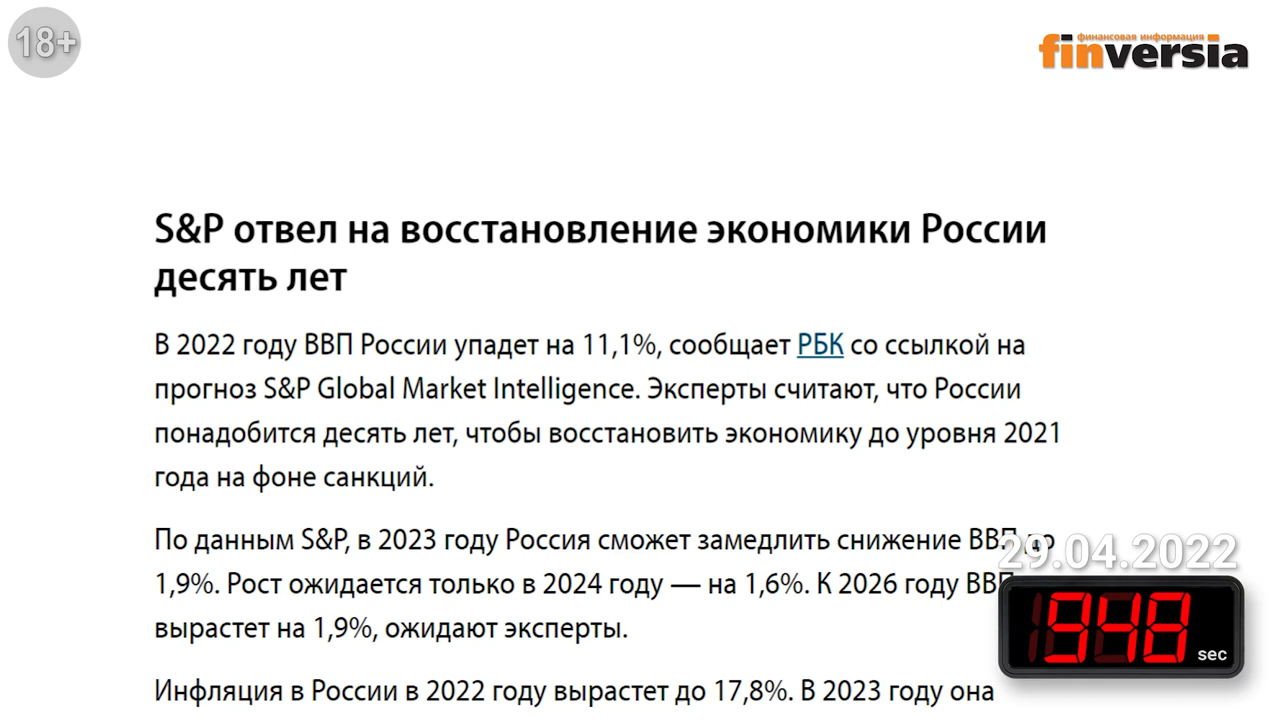 18+
финансовая информация
finversia
S&P отвел на восстановление экономики России
десять лет
В 2022 году ВВП России упадет на 11,1%, сообщает РБК со ссылкой на
прогноз S&P Global Market Intelligence. Эксперты считают, что России
понадобится десять лет, чтобы восстановить экономику до уровня 2021
года на фоне санкций.
По данным S&P, в 2023 году Россия сможет замедлить снижение ВВП до
1,9%. Рост ожидается только в 2024 году — на 1,6%. К 2026 году ВВП
вырастет на 1,9%, ожидают эксперты.
Инфляция в России в 2022 году вырастет до 17,8%. В 2023 году она
29.04.2022
948 sec